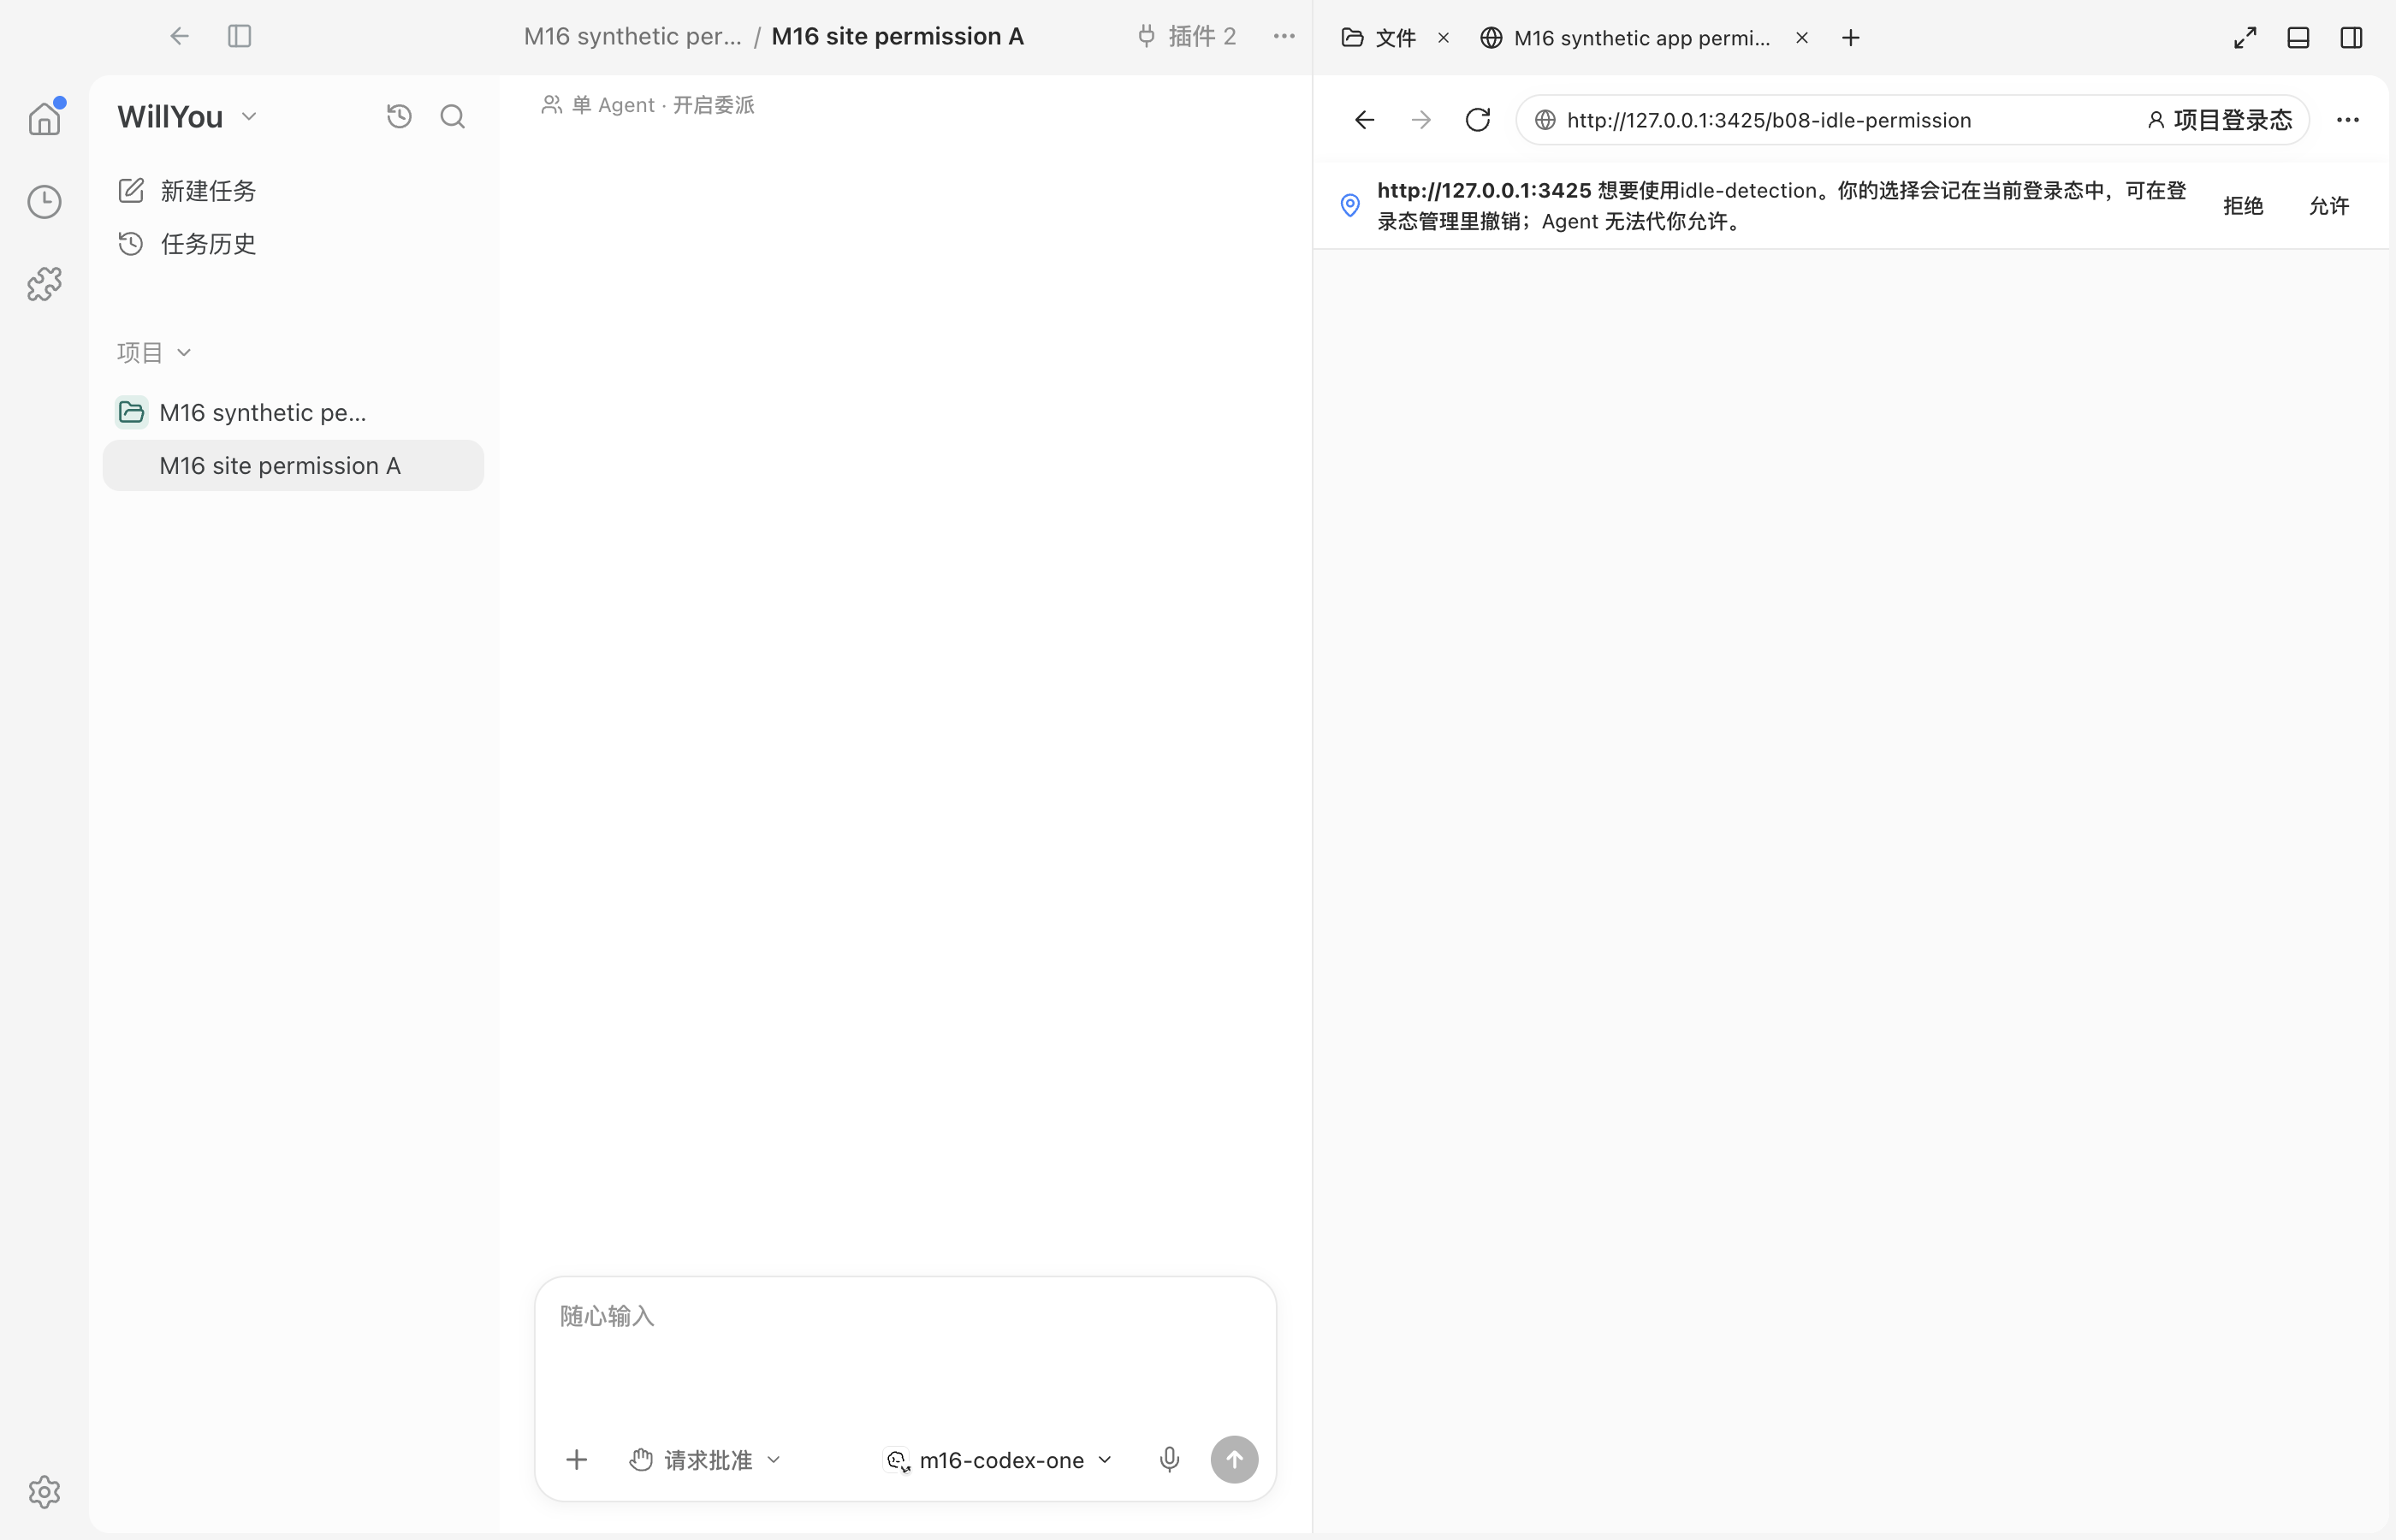 M16 synthetic per... / M16 site permission A
插件 2
文件
M16 synthetic app permi...
WillYou
新建任务
任务历史
项目
M16 synthetic pe...
M16 site permission A
单 Agent · 开启委派
随心输入
请求批准
m16-codex-one
http://127.0.0.1:3425/b08-idle-permission
项目登录态
http://127.0.0.1:3425 想要使用idle-detection。你的选择会记在当前登录态中，可在登
录态管理里撤销；Agent 无法代你允许。
拒绝
允许